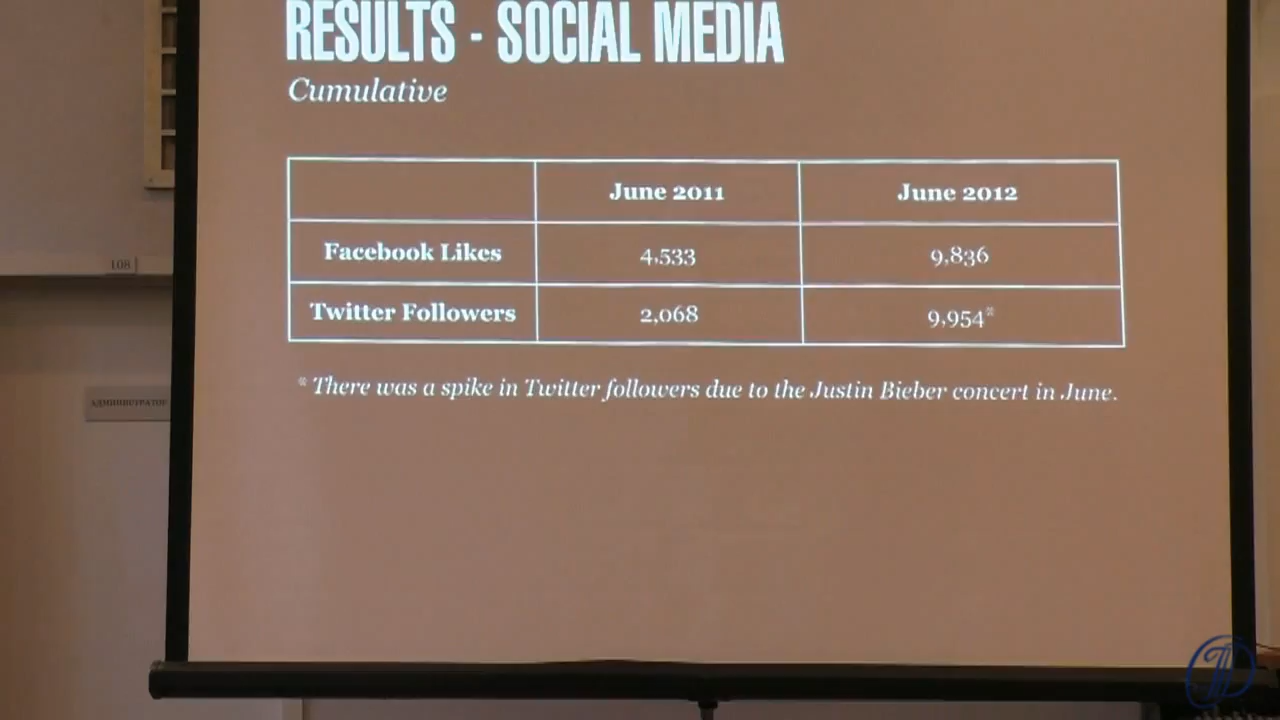 RESULTS - SOCIAL MEDIA
Cumulative
June 2011 June 2012
Facebook Likes 4,533 9,836
Twitter Followers 2,068 9,954*
* There was a spike in Twitter followers due to the Justin Bieber concert in June.
108
АДМИНИСТРАТОР